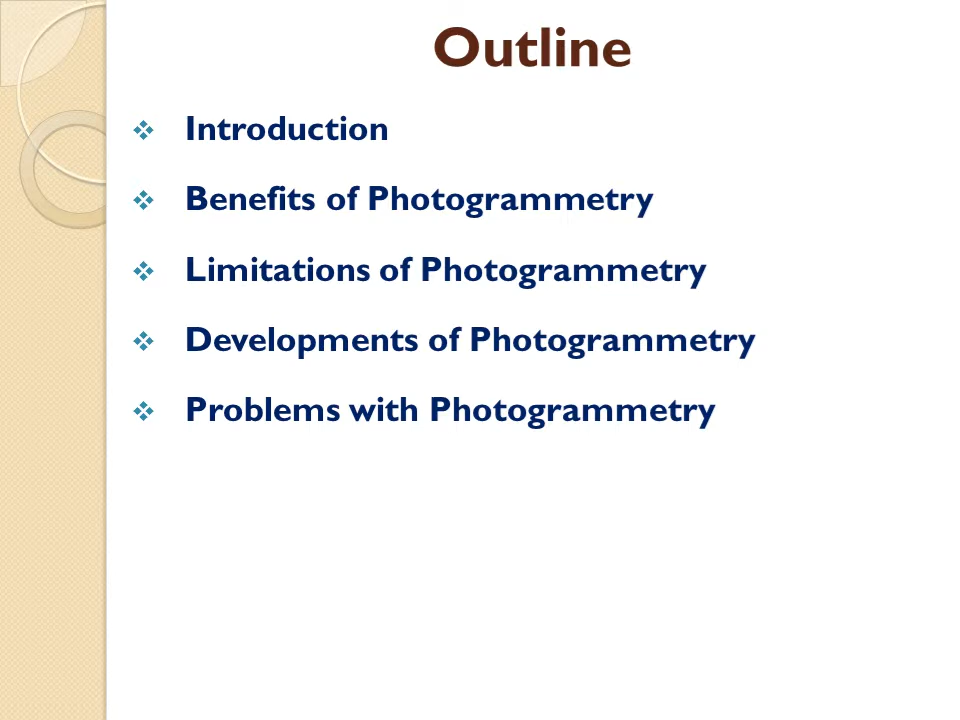 Outline
Introduction
Benefits of Photogrammetry
Limitations of Photogrammetry
Developments of Photogrammetry
Problems with Photogrammetry